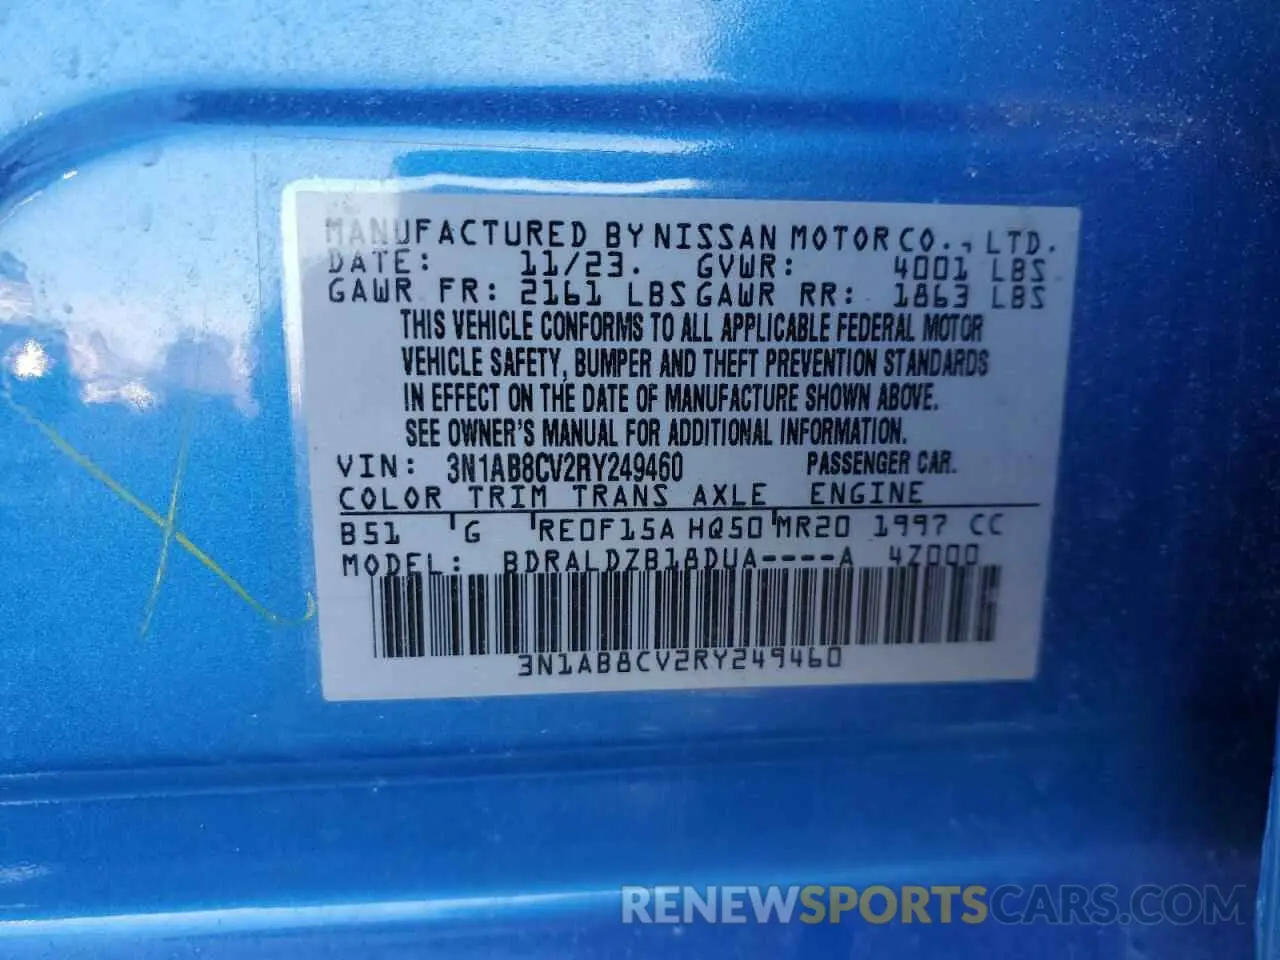 MANUFACTURED BY NISSAN MOTOR CO., LTD.
DATE: 11/23. GVWR: 4001 LBS
GAWR FR: 2161 LBS GAWR RR: 1863 LBS
THIS VEHICLE CONFORMS TO ALL APPLICABLE FEDERAL MOTOR
VEHICLE SAFETY, BUMPER AND THEFT PREVENTION STANDARDS
IN EFFECT ON THE DATE OF MANUFACTURE SHOWN ABOVE.
SEE OWNER'S MANUAL FOR ADDITIONAL INFORMATION.
VIN: 3N1AB8CV2RY249460 PASSENGER CAR.
COLOR TRIM TRANS AXLE ENGINE
B51 G RE0F15A HQ50 MR20 1997 CC
MODEL: BDRALDZB18DUA----A 4Z000
3N1AB8CV2RY249460
RENEWSPORTSCARS.COM